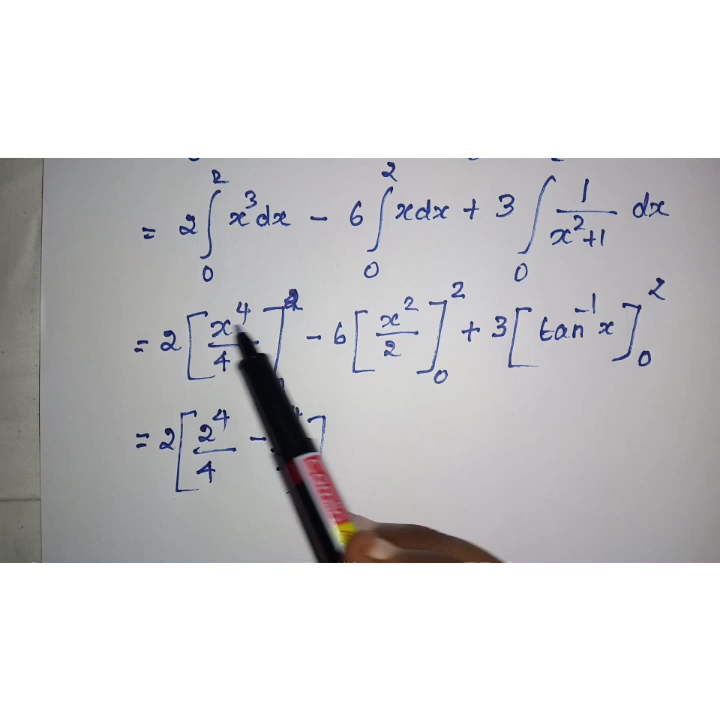 = 2 ∫₀² x³dx − 6 ∫₀² xdx + 3 ∫₀ 1/(x²+1) dx
= 2 [x⁴/4]₀² − 6 [x²/2]₀² + 3 [tan⁻¹x]₀²
= 2 [2⁴/4 −